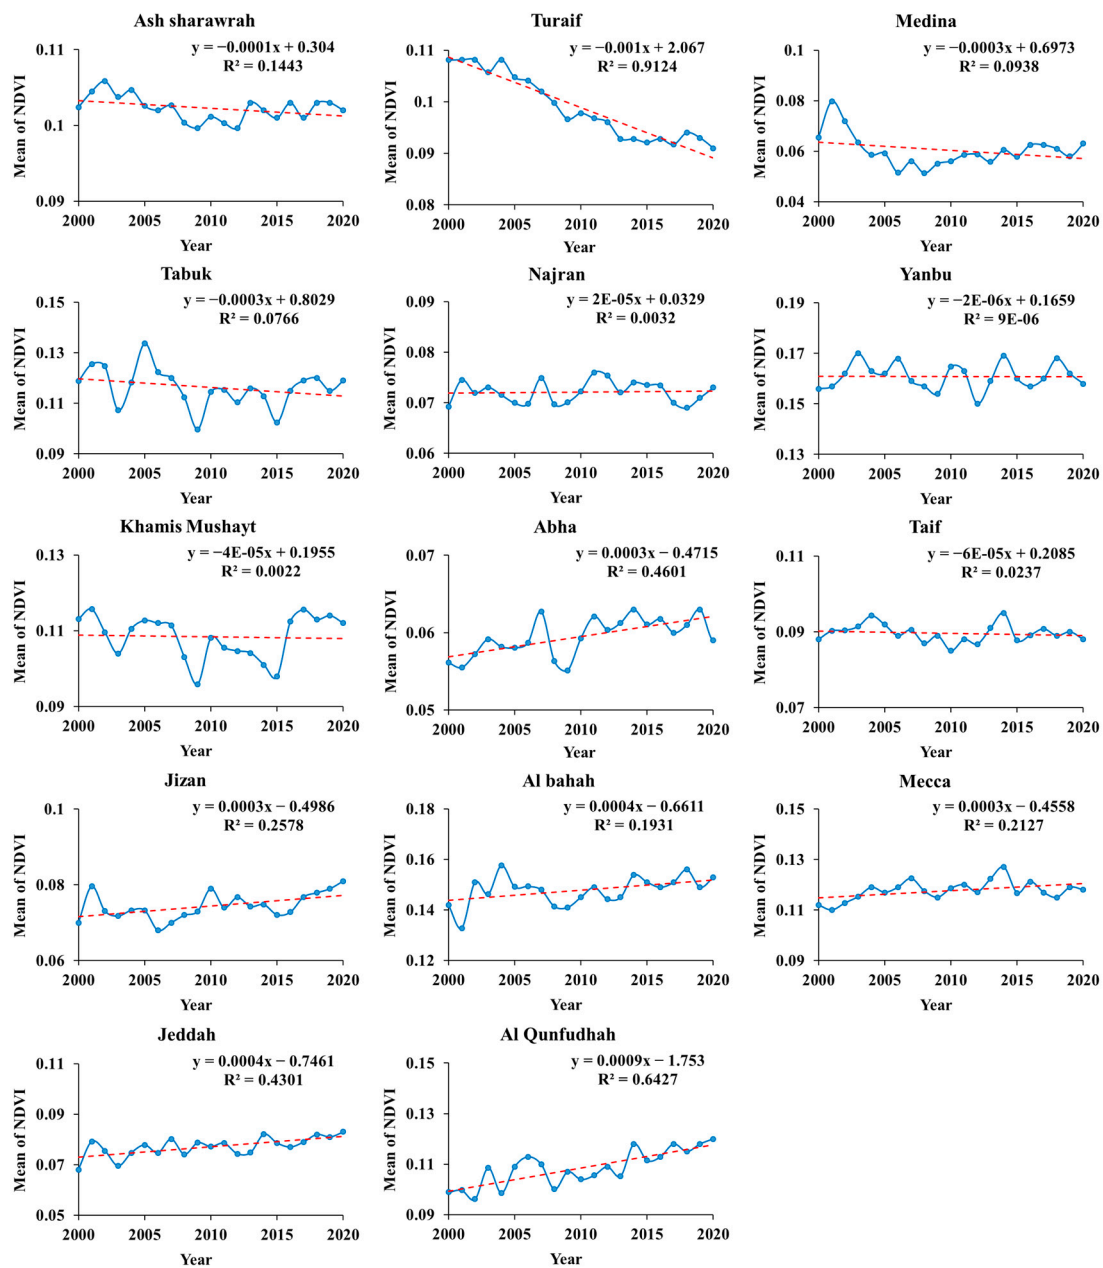 Ash sharawrah
y = −0.0001x + 0.304
R² = 0.1443
Mean of NDVI
0.11
0.1
0.09
2000 2005 2010 2015 2020
Year
Turaif
y = −0.001x + 2.067
R² = 0.9124
Mean of NDVI
0.11
0.1
0.09
0.08
2000 2005 2010 2015 2020
Year
Medina
y = −0.0003x + 0.6973
R² = 0.0938
Mean of NDVI
0.1
0.08
0.06
0.04
2000 2005 2010 2015 2020
Year
Tabuk
y = −0.0003x + 0.8029
R² = 0.0766
Mean of NDVI
0.15
0.13
0.11
0.09
2000 2005 2010 2015 2020
Year
Najran
y = 2E-05x + 0.0329
R² = 0.0032
Mean of NDVI
0.09
0.08
0.07
0.06
2000 2005 2010 2015 2020
Year
Yanbu
y = −2E-06x + 0.1659
R² = 9E-06
Mean of NDVI
0.19
0.17
0.15
0.13
2000 2005 2010 2015 2020
Year
Khamis Mushayt
y = −4E-05x + 0.1955
R² = 0.0022
Mean of NDVI
0.13
0.11
0.09
2000 2005 2010 2015 2020
Year
Abha
y = 0.0003x − 0.4715
R² = 0.4601
Mean of NDVI
0.07
0.06
0.05
2000 2005 2010 2015 2020
Year
Taif
y = −6E-05x + 0.2085
R² = 0.0237
Mean of NDVI
0.11
0.09
0.07
2000 2005 2010 2015 2020
Year
Jizan
y = 0.0003x − 0.4986
R² = 0.2578
Mean of NDVI
0.1
0.08
0.06
2000 2005 2010 2015 2020
Year
Al bahah
y = 0.0004x − 0.6611
R² = 0.1931
Mean of NDVI
0.18
0.16
0.14
0.12
2000 2005 2010 2015 2020
Year
Mecca
y = 0.0003x − 0.4558
R² = 0.2127
Mean of NDVI
0.15
0.13
0.11
0.09
2000 2005 2010 2015 2020
Year
Jeddah
y = 0.0004x − 0.7461
R² = 0.4301
Mean of NDVI
0.11
0.09
0.07
0.05
2000 2005 2010 2015 2020
Year
Al Qunfudhah
y = 0.0009x − 1.753
R² = 0.6427
Mean of NDVI
0.15
0.13
0.11
0.09
2000 2005 2010 2015 2020
Year